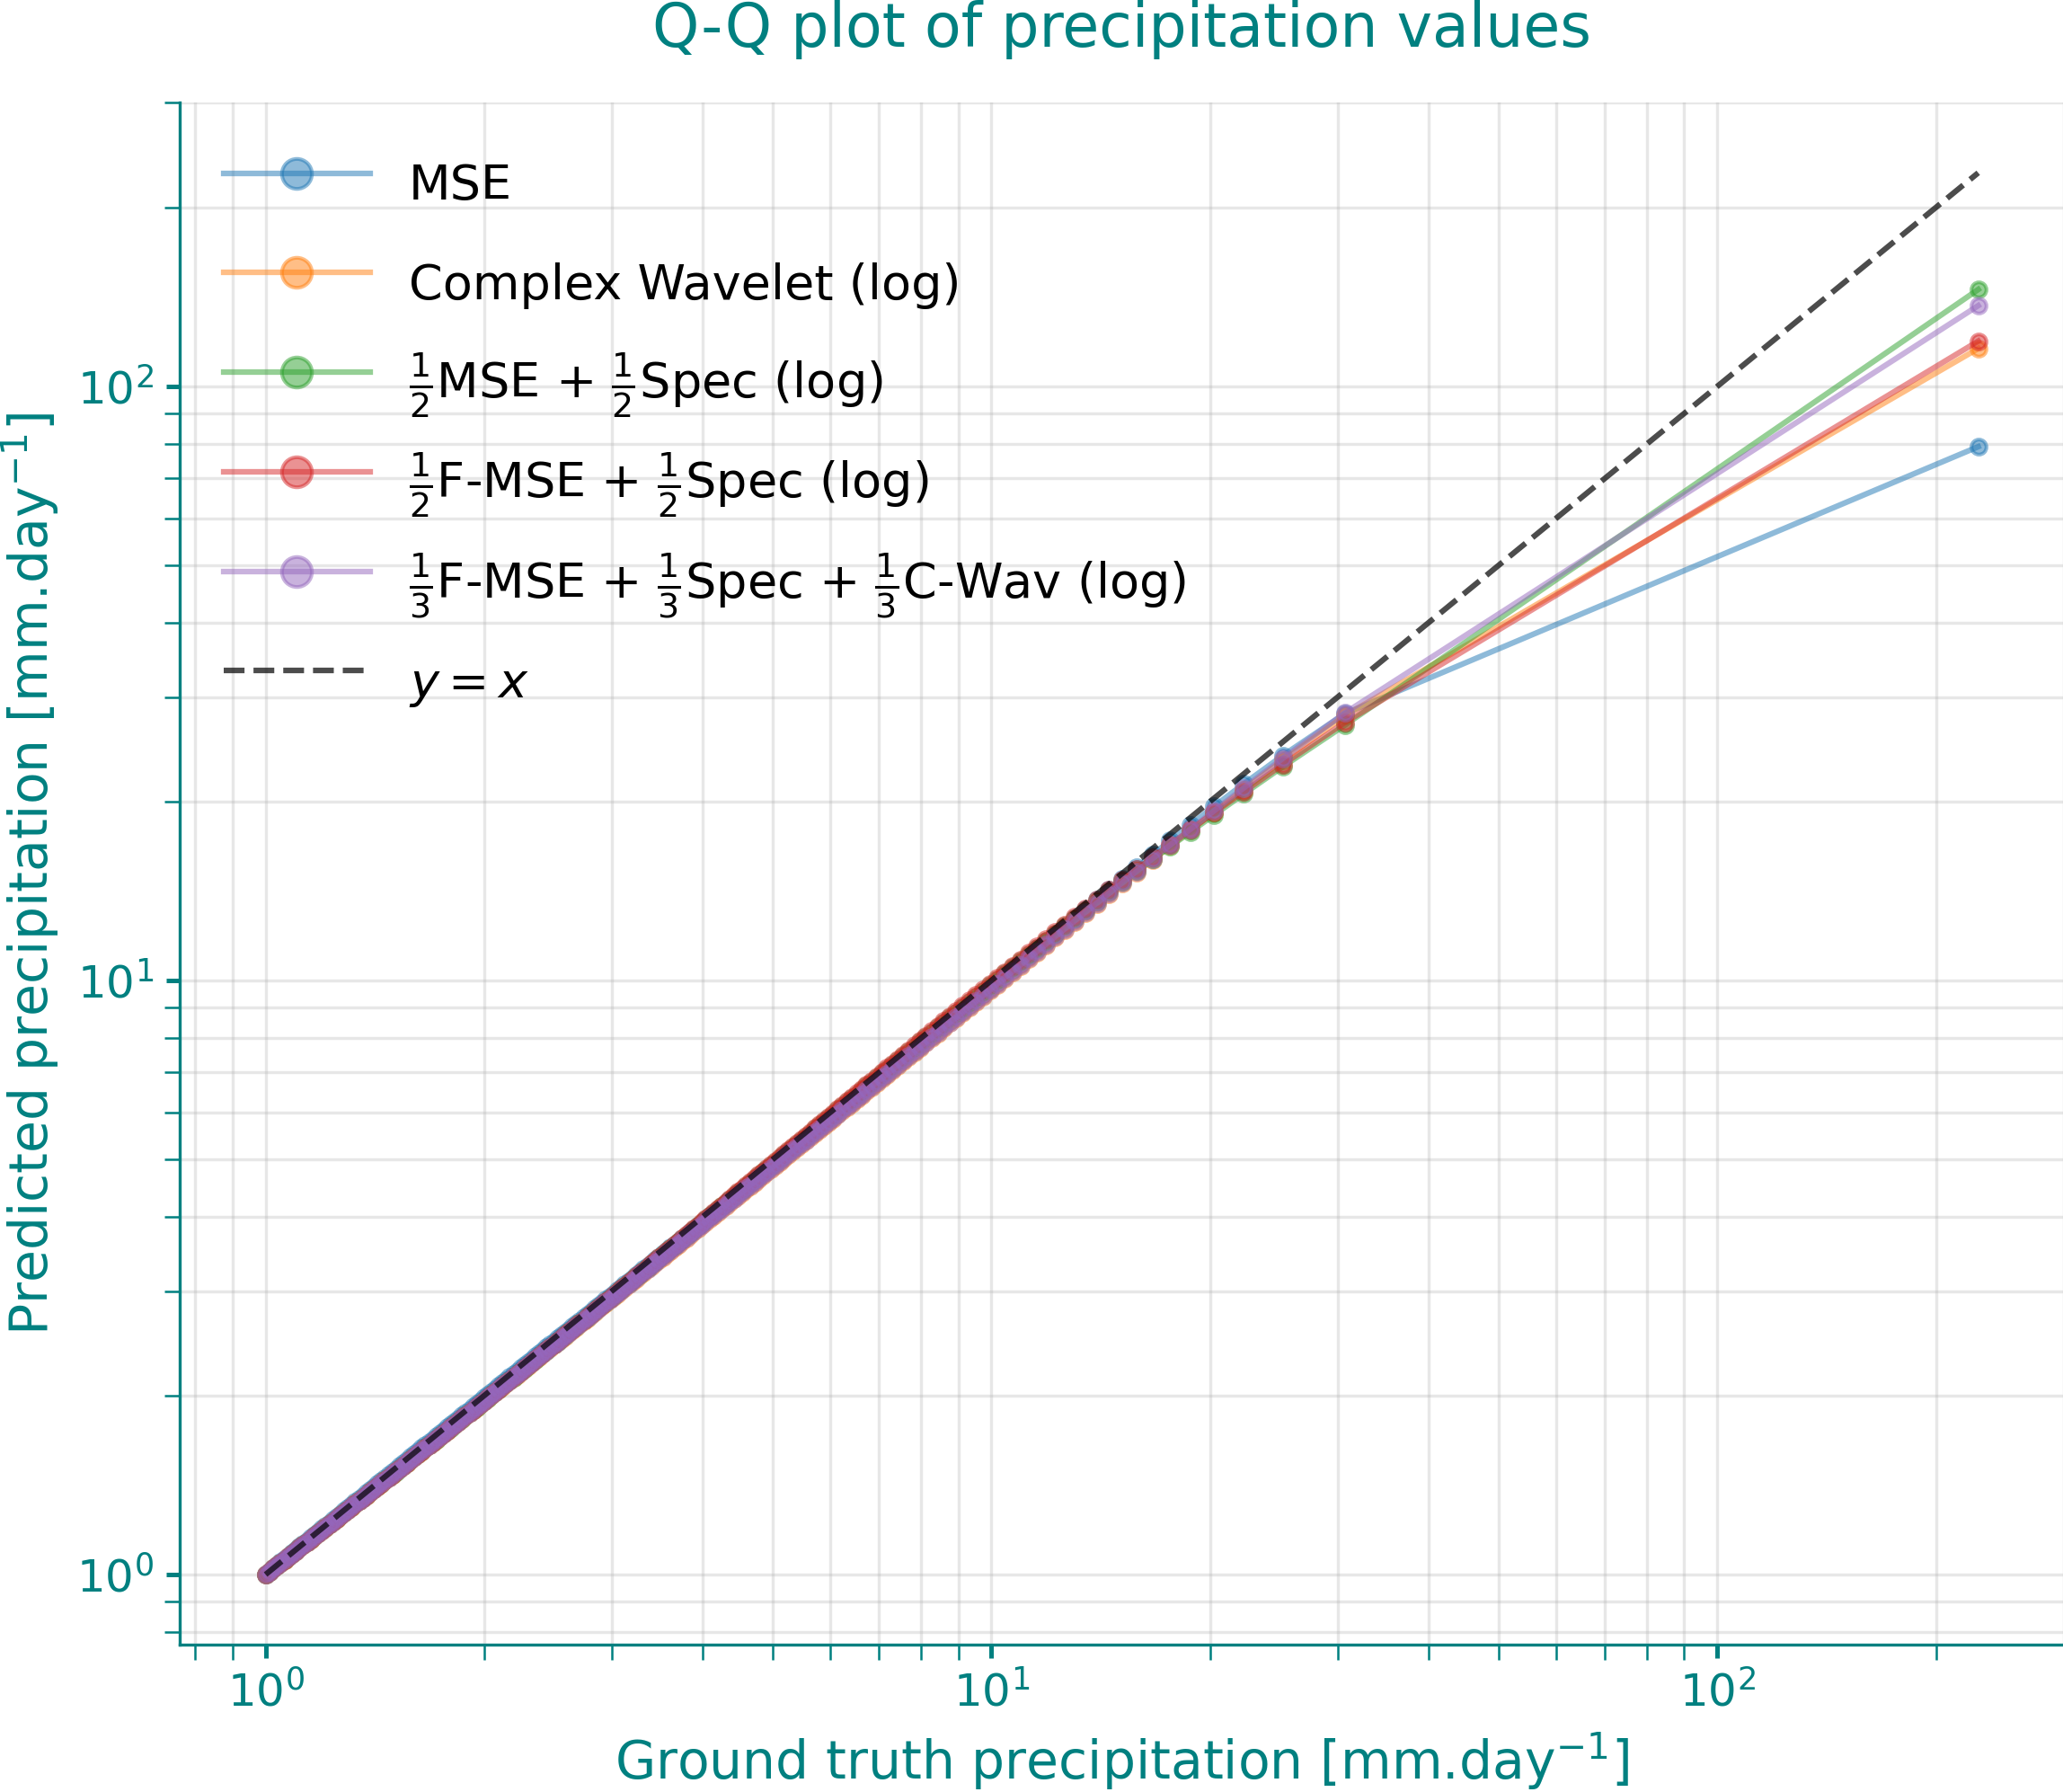 Q-Q plot of precipitation values
MSE
Complex Wavelet (log)
½MSE + ½Spec (log)
½F-MSE + ½Spec (log)
⅓F-MSE + ⅓Spec + ⅓C-Wav (log)
y = x
Predicted precipitation [mm.day⁻¹]
10²
10¹
10⁰
10⁰ 10¹ 10²
Ground truth precipitation [mm.day⁻¹]